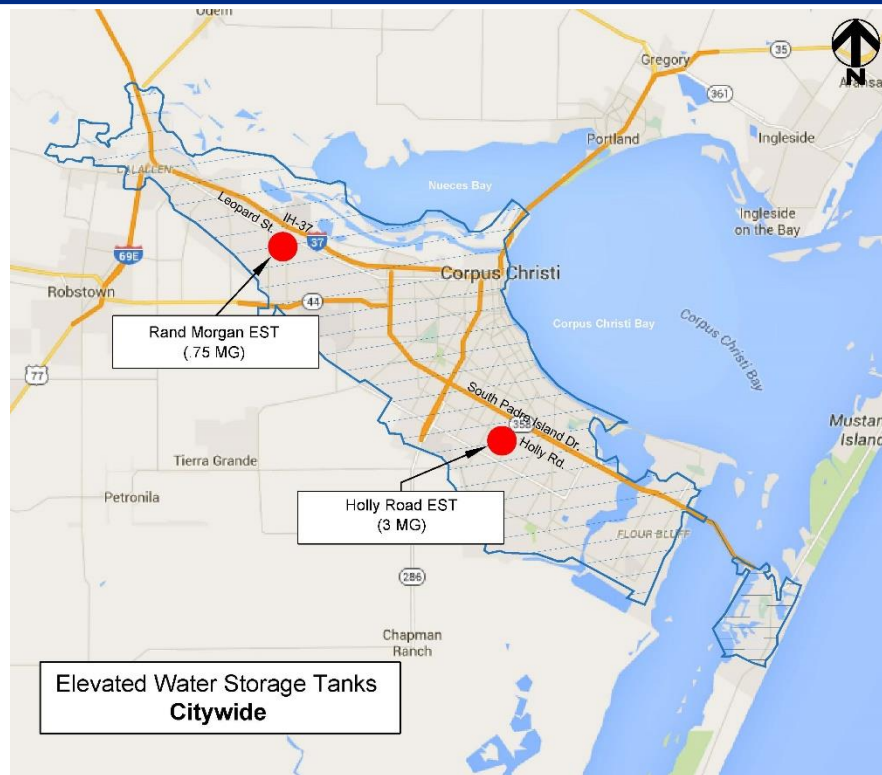 Odem
35
Gregory
361
Aransas
N
Portland
Ingleside
CALALLEN
Nueces Bay
Ingleside
on the Bay
Leopard St.
IH-37
37
69E
Corpus Christi
Robstown
44
Corpus Christi Bay
Corpus Christi Bay
Rand Morgan EST
(.75 MG)
77
South Padre Island Dr.
358
Mustang
Island
Holly Rd.
Tierra Grande
Petronila
Holly Road EST
(3 MG)
FLOUR BLUFF
286
Chapman
Ranch
Elevated Water Storage Tanks
Citywide